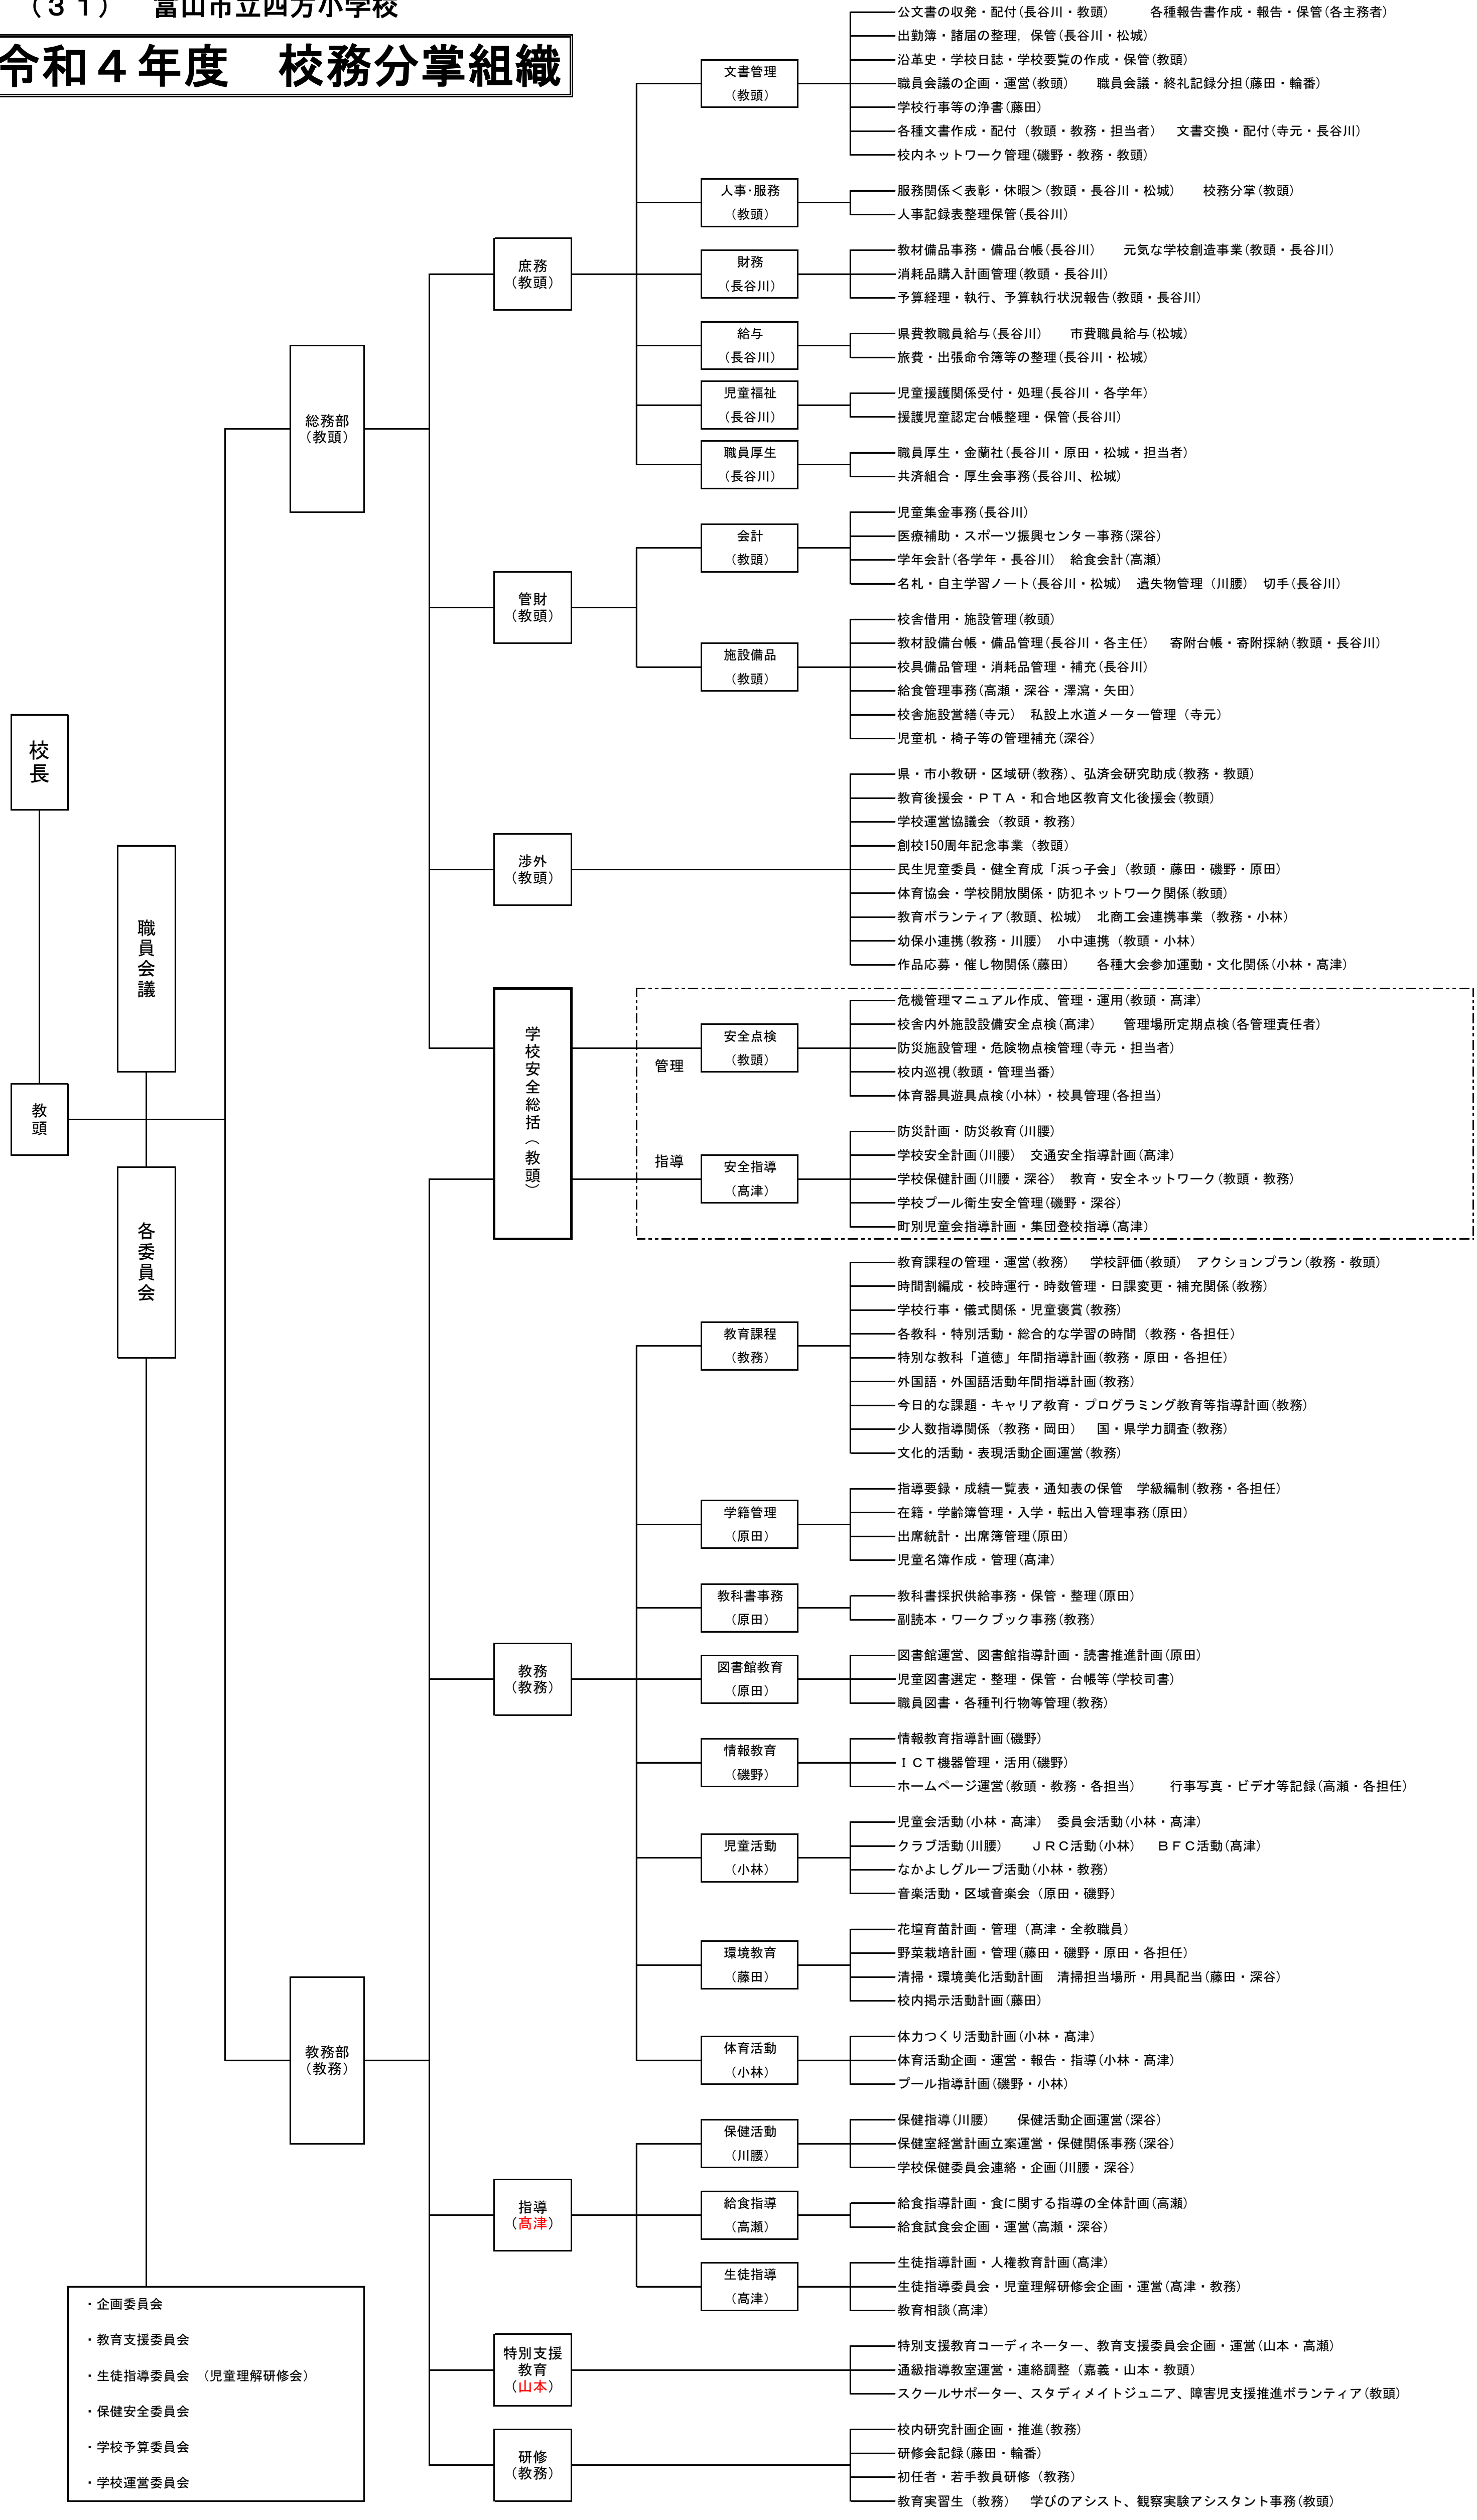 （３１）　富山市立四方小学校
令和４年度　校務分掌組織
校長
教頭
職員会議
各委員会
・企画委員会
・教育支援委員会
・生徒指導委員会　（児童理解研修会）
・保健安全委員会
・学校予算委員会
・学校運営委員会
総務部
（教頭）
庶務
（教頭）
文書管理
（教頭）
公文書の収発・配付(長谷川・教頭)　　　各種報告書作成・報告・保管(各主務者)
出勤簿・諸届の整理．保管(長谷川・松城)
沿革史・学校日誌・学校要覧の作成・保管(教頭)
職員会議の企画・運営(教頭)　　職員会議・終礼記録分担(藤田・輪番)
学校行事等の浄書(藤田)
各種文書作成・配付（教頭・教務・担当者）　文書交換・配付(寺元・長谷川)
校内ネットワーク管理(磯野・教務・教頭)
人事･服務
（教頭）
服務関係＜表彰・休暇＞(教頭・長谷川・松城)　　校務分掌(教頭)
人事記録表整理保管(長谷川)
財務
（長谷川）
教材備品事務・備品台帳(長谷川)　　元気な学校創造事業(教頭・長谷川)
消耗品購入計画管理(教頭・長谷川)
予算経理・執行、予算執行状況報告(教頭・長谷川)
給与
（長谷川）
県費教職員給与(長谷川)　　市費職員給与(松城)
旅費・出張命令簿等の整理(長谷川・松城)
児童福祉
（長谷川）
児童援護関係受付・処理(長谷川・各学年)
援護児童認定台帳整理・保管(長谷川)
職員厚生
（長谷川）
職員厚生・金蘭社(長谷川・原田・松城・担当者)
共済組合・厚生会事務(長谷川、松城)
管財
（教頭）
会計
（教頭）
児童集金事務(長谷川)
医療補助・スポーツ振興センター事務(深谷)
学年会計(各学年・長谷川)　給食会計(高瀬)
名札・自主学習ノート(長谷川・松城)　遺失物管理（川腰）　切手(長谷川)
施設備品
（教頭）
校舎借用・施設管理(教頭)
教材設備台帳・備品管理(長谷川・各主任)　　寄附台帳・寄附採納(教頭・長谷川)
校具備品管理・消耗品管理・補充(長谷川)
給食管理事務(高瀬・深谷・澤瀉・矢田)
校舎施設営繕(寺元)　私設上水道メーター管理（寺元）
児童机・椅子等の管理補充(深谷)
渉外
（教頭）
県・市小教研・区域研(教務)、弘済会研究助成(教務・教頭)
教育後援会・ＰＴＡ・和合地区教育文化後援会(教頭)
学校運営協議会（教頭・教務）
創校150周年記念事業（教頭）
民生児童委員・健全育成「浜っ子会」（教頭・藤田・磯野・原田）
体育協会・学校開放関係・防犯ネットワーク関係(教頭)
教育ボランティア(教頭、松城)　北商工会連携事業（教務・小林）
幼保小連携(教務・川腰)　小中連携（教頭・小林）
作品応募・催し物関係(藤田)　　各種大会参加運動・文化関係(小林・髙津)
学校安全総括（教頭）
管理
安全点検
（教頭）
危機管理マニュアル作成、管理・運用(教頭・髙津)
校舎内外施設設備安全点検(髙津)　　管理場所定期点検(各管理責任者)
防災施設管理・危険物点検管理(寺元・担当者)
校内巡視(教頭・管理当番)
体育器具遊具点検(小林)・校具管理(各担当)
指導
安全指導
（髙津）
防災計画・防災教育(川腰)
学校安全計画(川腰)　交通安全指導計画(髙津)
学校保健計画(川腰・深谷)　教育・安全ネットワーク(教頭・教務)
学校プール衛生安全管理(磯野・深谷)
町別児童会指導計画・集団登校指導(髙津)
教務部
（教務）
教務
（教務）
教育課程
（教務）
教育課程の管理・運営(教務)　　学校評価(教頭)　アクションプラン(教務・教頭)
時間割編成・校時運行・時数管理・日課変更・補充関係(教務)
学校行事・儀式関係・児童褒賞(教務)
各教科・特別活動・総合的な学習の時間（教務・各担任）
特別な教科「道徳」年間指導計画(教務・原田・各担任)
外国語・外国語活動年間指導計画(教務)
今日的な課題・キャリア教育・プログラミング教育等指導計画(教務)
少人数指導関係（教務・岡田）　国・県学力調査(教務)
文化的活動・表現活動企画運営(教務)
学籍管理
（原田）
指導要録・成績一覧表・通知表の保管　学級編制(教務・各担任)
在籍・学齢簿管理・入学・転出入管理事務(原田)
出席統計・出席簿管理(原田)
児童名簿作成・管理(髙津)
教科書事務
（原田）
教科書採択供給事務・保管・整理(原田)
副読本・ワークブック事務(教務)
図書館教育
（原田）
図書館運営、図書館指導計画・読書推進計画(原田)
児童図書選定・整理・保管・台帳等(学校司書)
職員図書・各種刊行物等管理(教務)
情報教育
（磯野）
情報教育指導計画(磯野)
ＩＣＴ機器管理・活用(磯野)
ホームページ運営(教頭・教務・各担当)　　　行事写真・ビデオ等記録(高瀬・各担任)
児童活動
（小林）
児童会活動(小林・髙津)　委員会活動(小林・髙津)
クラブ活動(川腰)　　ＪＲＣ活動(小林)　ＢＦＣ活動(髙津)
なかよしグループ活動(小林・教務)
音楽活動・区域音楽会（原田・磯野）
環境教育
（藤田）
花壇育苗計画・管理（髙津・全教職員）
野菜栽培計画・管理(藤田・磯野・原田・各担任)
清掃・環境美化活動計画　清掃担当場所・用具配当(藤田・深谷)
校内掲示活動計画(藤田)
体育活動
（小林）
体力つくり活動計画(小林・髙津)
体育活動企画・運営・報告・指導(小林・髙津)
プール指導計画(磯野・小林)
指導
（髙津）
保健活動
（川腰）
保健指導(川腰)　　保健活動企画運営(深谷)
保健室経営計画立案運営・保健関係事務(深谷)
学校保健委員会連絡・企画(川腰・深谷)
給食指導
（高瀬）
給食指導計画・食に関する指導の全体計画(高瀬)
給食試食会企画・運営(高瀬・深谷)
生徒指導
（髙津）
生徒指導計画・人権教育計画(髙津)
生徒指導委員会・児童理解研修会企画・運営(髙津・教務)
教育相談(髙津)
特別支援
教育
（山本）
特別支援教育コーディネーター、教育支援委員会企画・運営(山本・高瀬)
通級指導教室運営・連絡調整（嘉義・山本・教頭）
スクールサポーター、スタディメイトジュニア、障害児支援推進ボランティア(教頭)
研修
（教務）
校内研究計画企画・推進(教務)
研修会記録(藤田・輪番)
初任者・若手教員研修（教務）
教育実習生（教務）　学びのアシスト、観察実験アシスタント事務(教頭)